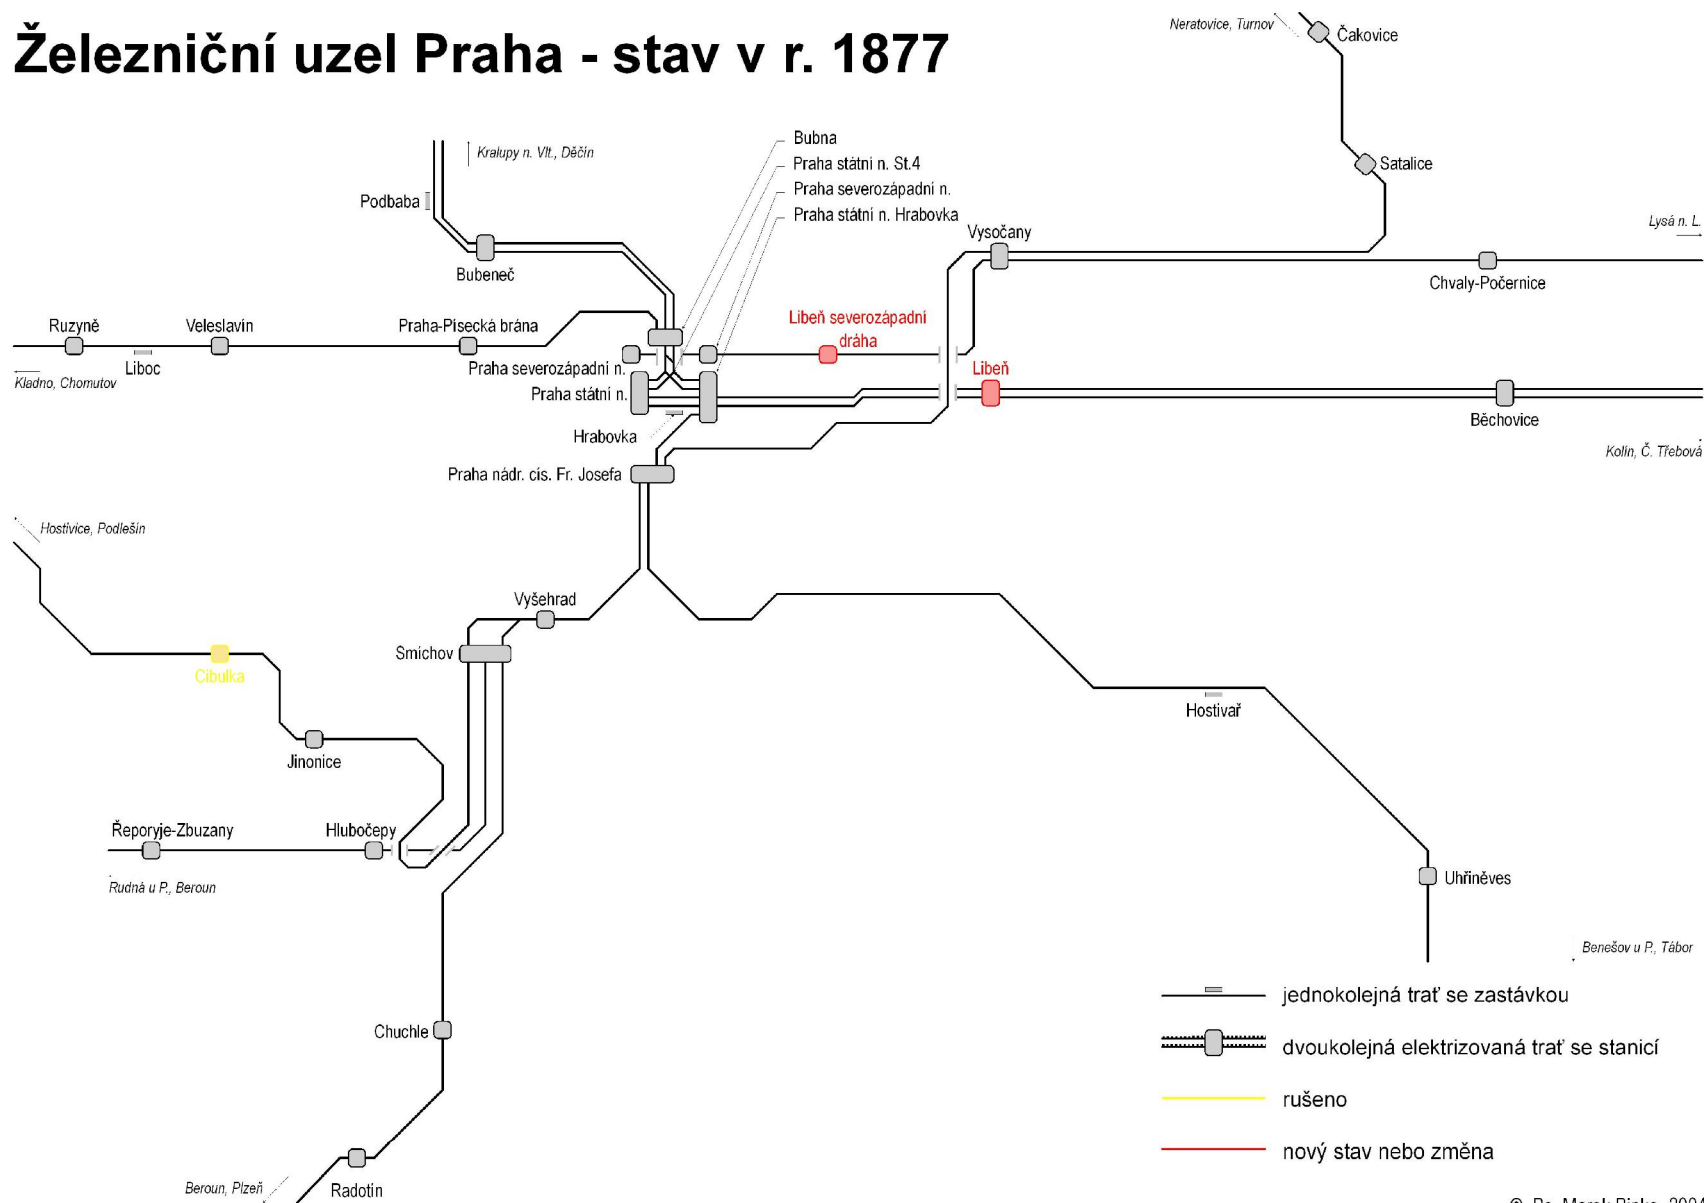 Železniční uzel Praha - stav v r. 1877
Neratovice, Turnov
Čakovice
Kralupy n. Vlt., Děčín
Bubna
Praha státní n. St.4
Praha severozápadní n.
Praha státní n. Hrabovka
Satalice
Podbaba
Vysočany
Lysá n. L.
Bubeneč
Chvaly-Počernice
Ruzyně
Veleslavín
Praha-Písecká brána
Libeň severozápadní
dráha
Liboc
Kladno, Chomutov
Praha severozápadní n.
Libeň
Praha státní n.
Běchovice
Hrabovka
Kolín, Č. Třebová
Praha nádr. cís. Fr. Josefa
Hostivice, Podlešín
Vyšehrad
Smíchov
Cibulka
Hostivař
Jinonice
Řeporyje-Zbuzany
Hlubočepy
Rudná u P., Beroun
Uhříněves
Benešov u P., Tábor
jednokolejná trať se zastávkou
Chuchle
dvoukolejná elektrizovaná trať se stanicí
rušeno
nový stav nebo změna
Beroun, Plzeň
Radotín